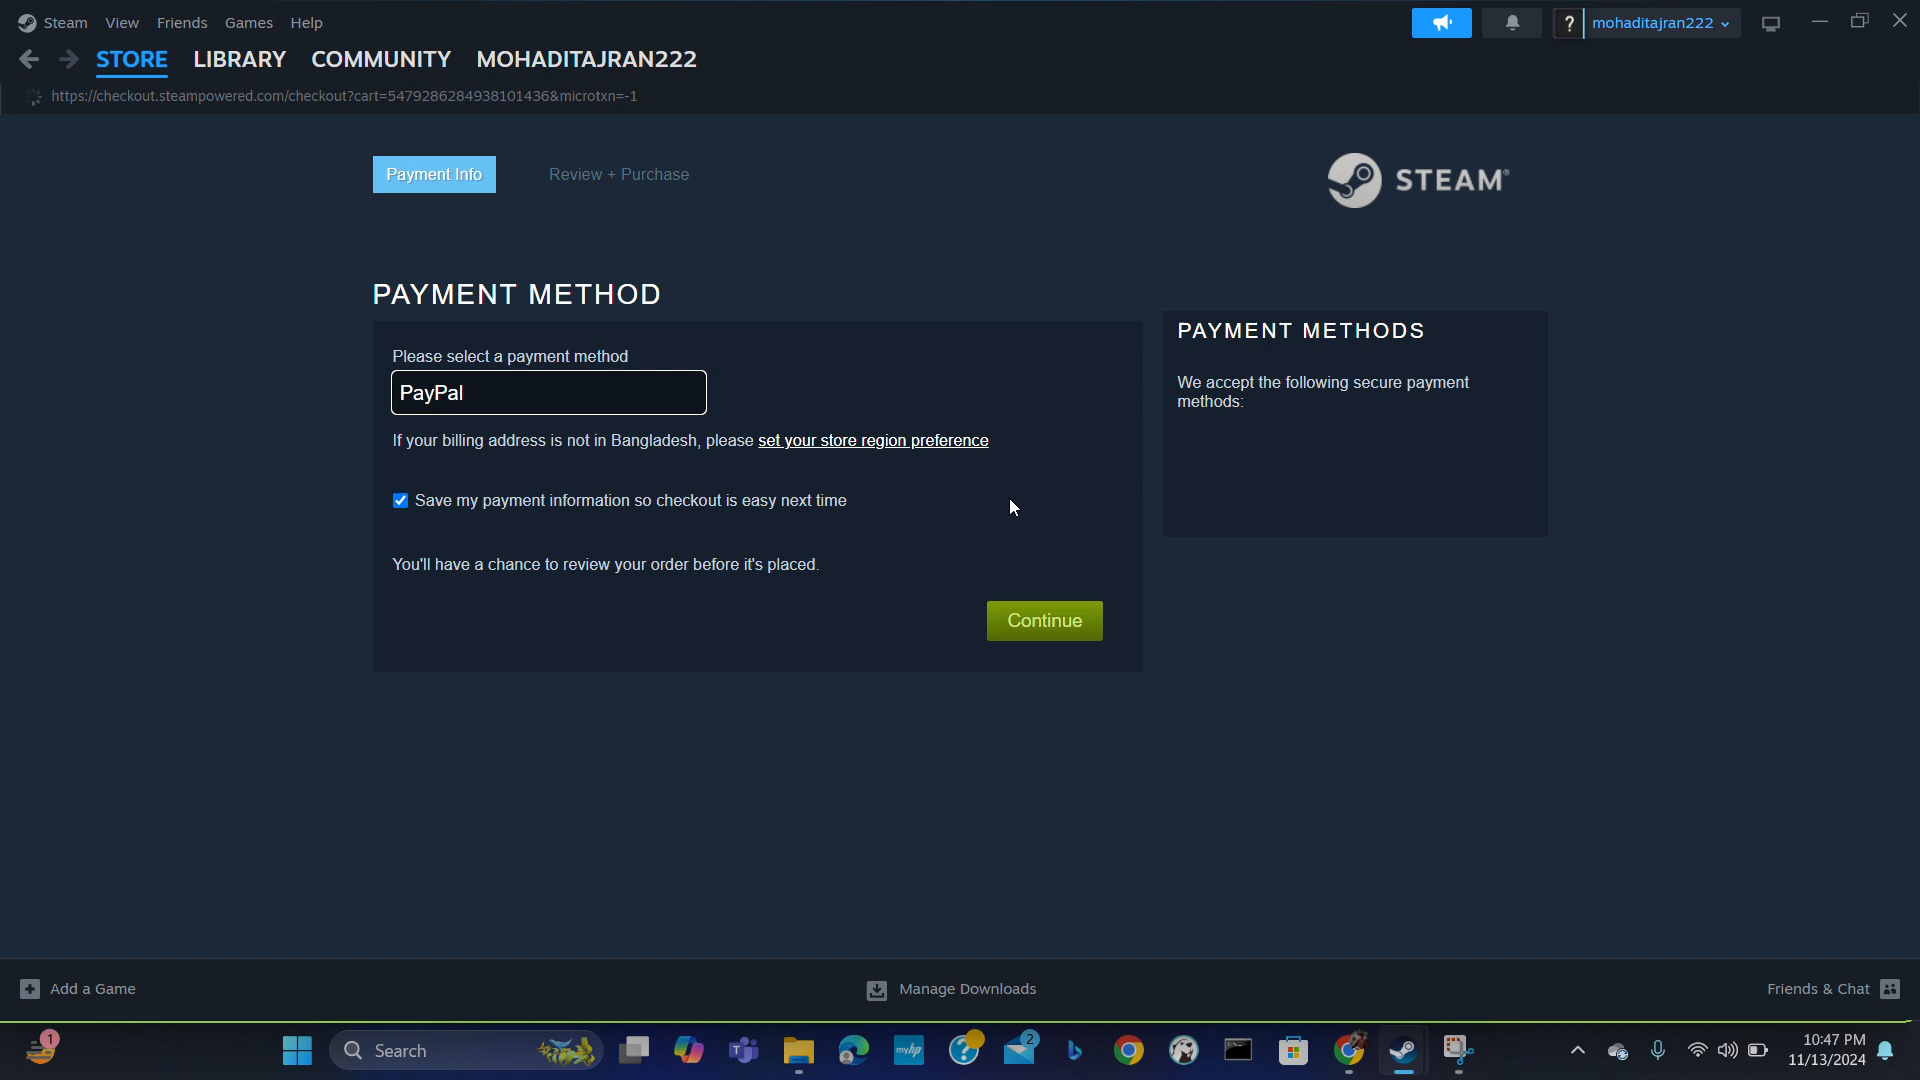 Steam View Friends Games Help
? mohaditajran222
STORE LIBRARY COMMUNITY MOHADITAJRAN222
https://checkout.steampowered.com/checkout?cart=5479286284938101436&microtxn=-1
Payment Info Review + Purchase
STEAM®
PAYMENT METHOD
Please select a payment method
PayPal
If your billing address is not in Bangladesh, please set your store region preference
Save my payment information so checkout is easy next time
You'll have a chance to review your order before it's placed.
Continue
PAYMENT METHODS
We accept the following secure payment
methods:
Add a Game Manage Downloads Friends & Chat
1
Search
myhp
?
2
10:47 PM
11/13/2024